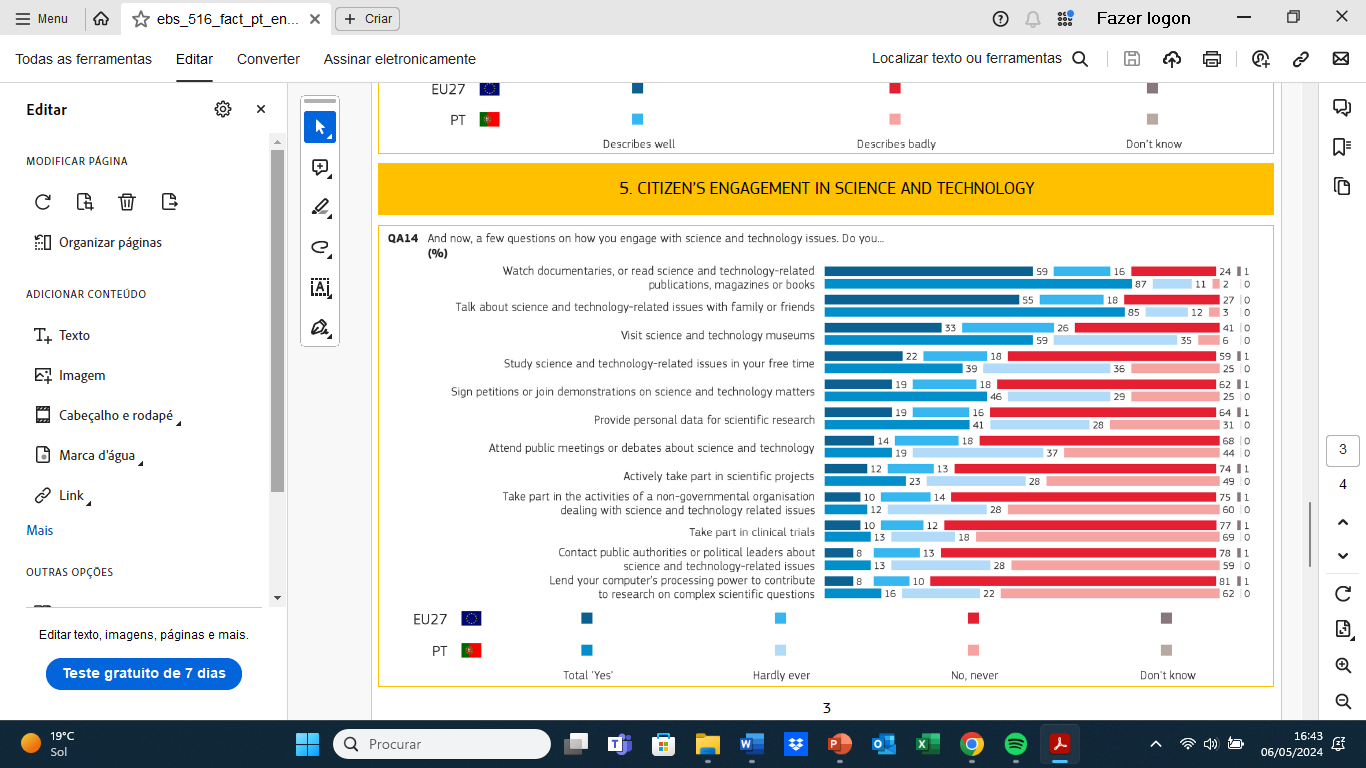 Menu
ebs_516_fact_pt_en...
Criar
Fazer logon
Todas as ferramentas
Editar
Converter
Assinar eletronicamente
Localizar texto ou ferramentas
Editar
MODIFICAR PÁGINA
Organizar páginas
ADICIONAR CONTEÚDO
Texto
Imagem
Cabeçalho e rodapé
Marca d'água
Link
Mais
OUTRAS OPÇÕES
Editar texto, imagens, páginas e mais.
Teste gratuito de 7 dias
EU27
PT
Describes well Describes badly Don't know
5. CITIZEN'S ENGAGEMENT IN SCIENCE AND TECHNOLOGY
QA14 And now, a few questions on how you engage with science and technology issues. Do you...
(%)
Watch documentaries, or read science and technology-related 59 16 24 1
publications, magazines or books 87 11 2 0
Talk about science and technology-related issues with family or friends 55 18 27 0
85 12 3 0
Visit science and technology museums 33 26 41 0
59 35 6 0
Study science and technology-related issues in your free time 22 18 59 1
39 36 25 0
Sign petitions or join demonstrations on science and technology matters 19 18 62 1
46 29 25 0
Provide personal data for scientific research 19 16 64 1
41 28 31 0
Attend public meetings or debates about science and technology 14 18 68 0
19 37 44 0
Actively take part in scientific projects 12 13 74 1
23 28 49 0
Take part in the activities of a non-governmental organisation 10 14 75 1
dealing with science and technology related issues 12 28 60 0
Take part in clinical trials 10 12 77 1
13 18 69 0
Contact public authorities or political leaders about 8 13 78 1
science and technology-related issues 13 28 59 0
Lend your computer's processing power to contribute 8 10 81 1
to research on complex scientific questions 16 22 62 0
EU27
PT
Total 'Yes' Hardly ever No, never Don't know
3
3
4
19°C
Sol
Procurar
16:43
06/05/2024